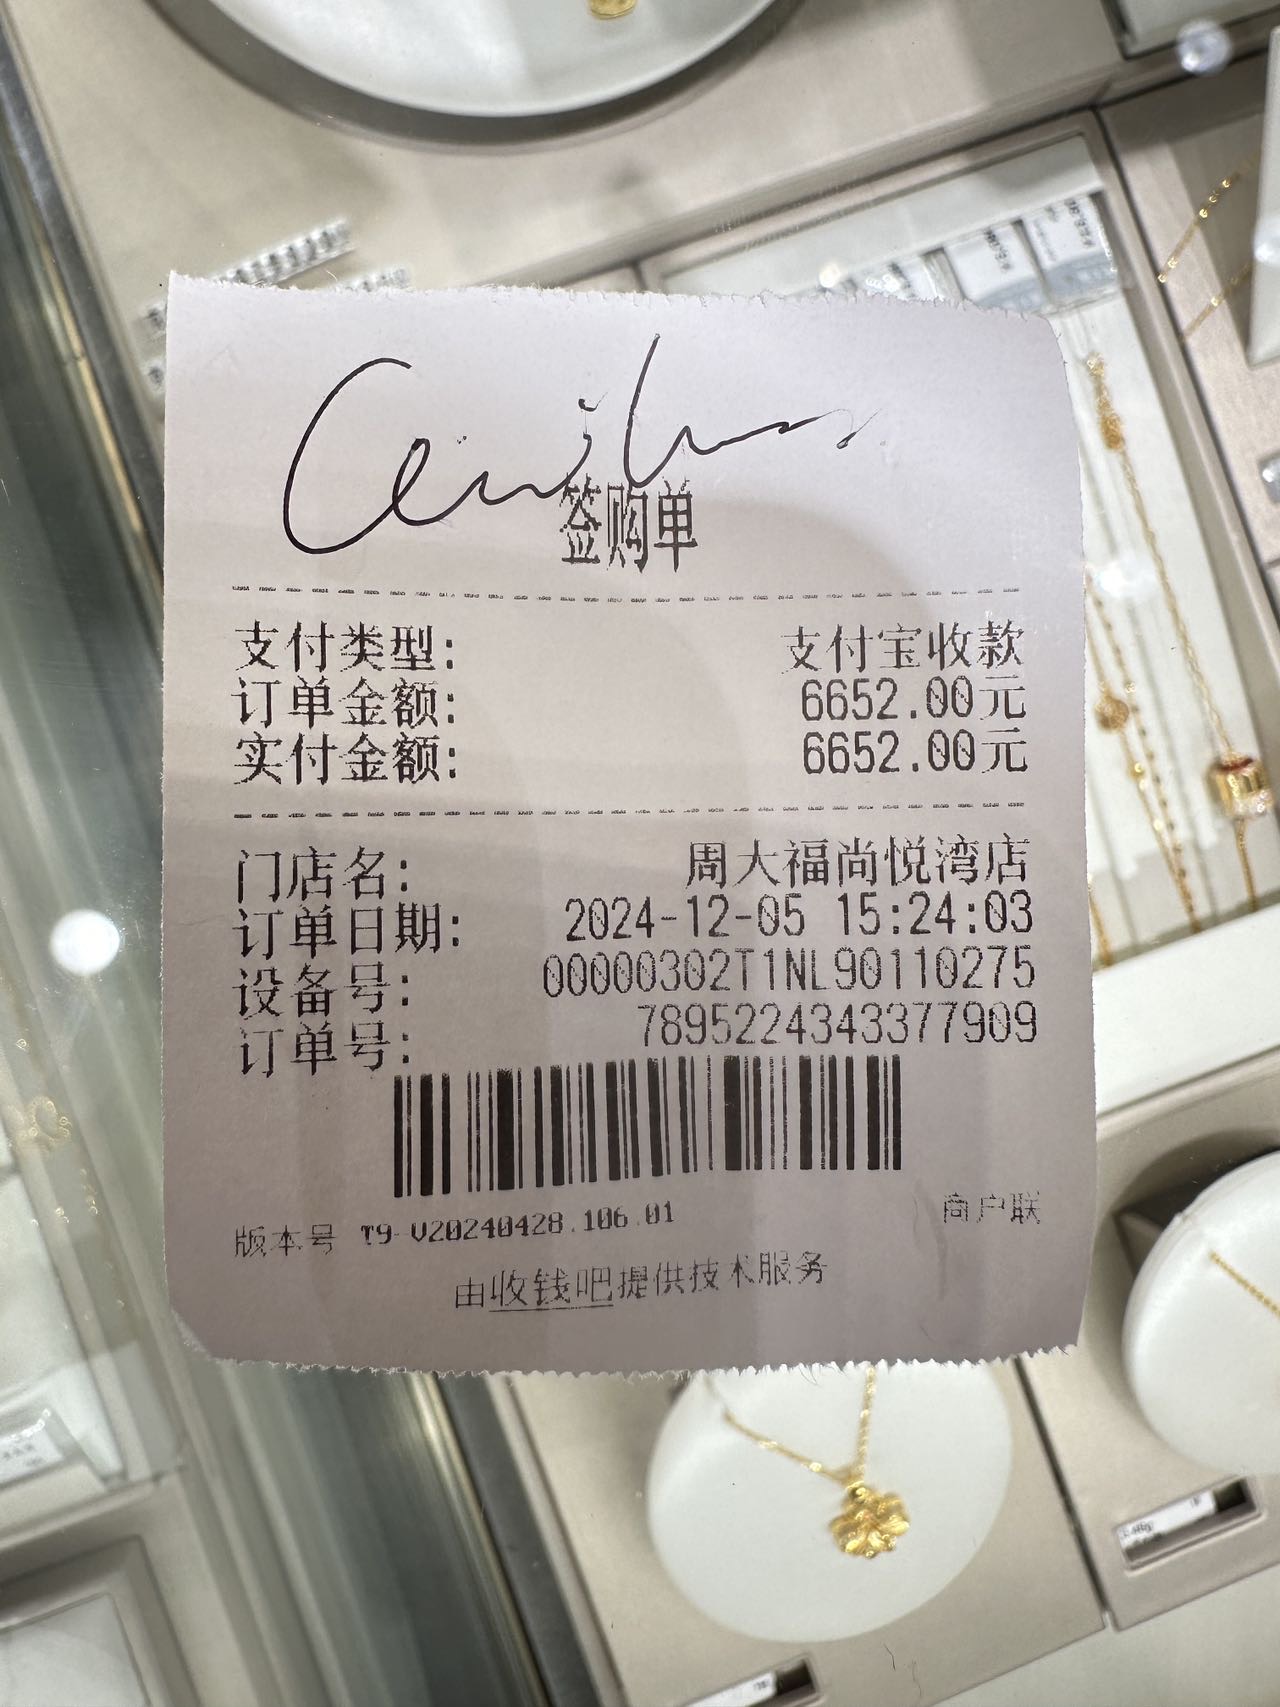 签购单
支付类型: 支付宝收款
订单金额: 6652.00元
实付金额: 6652.00元
门店名: 周大福尚悦湾店
订单日期: 2024-12-05 15:24:03
设备号: 00000302T1NL90110275
订单号: 7895224343377909
版本号 T9-V20240428.106.01 商户联
由收钱吧提供技术服务